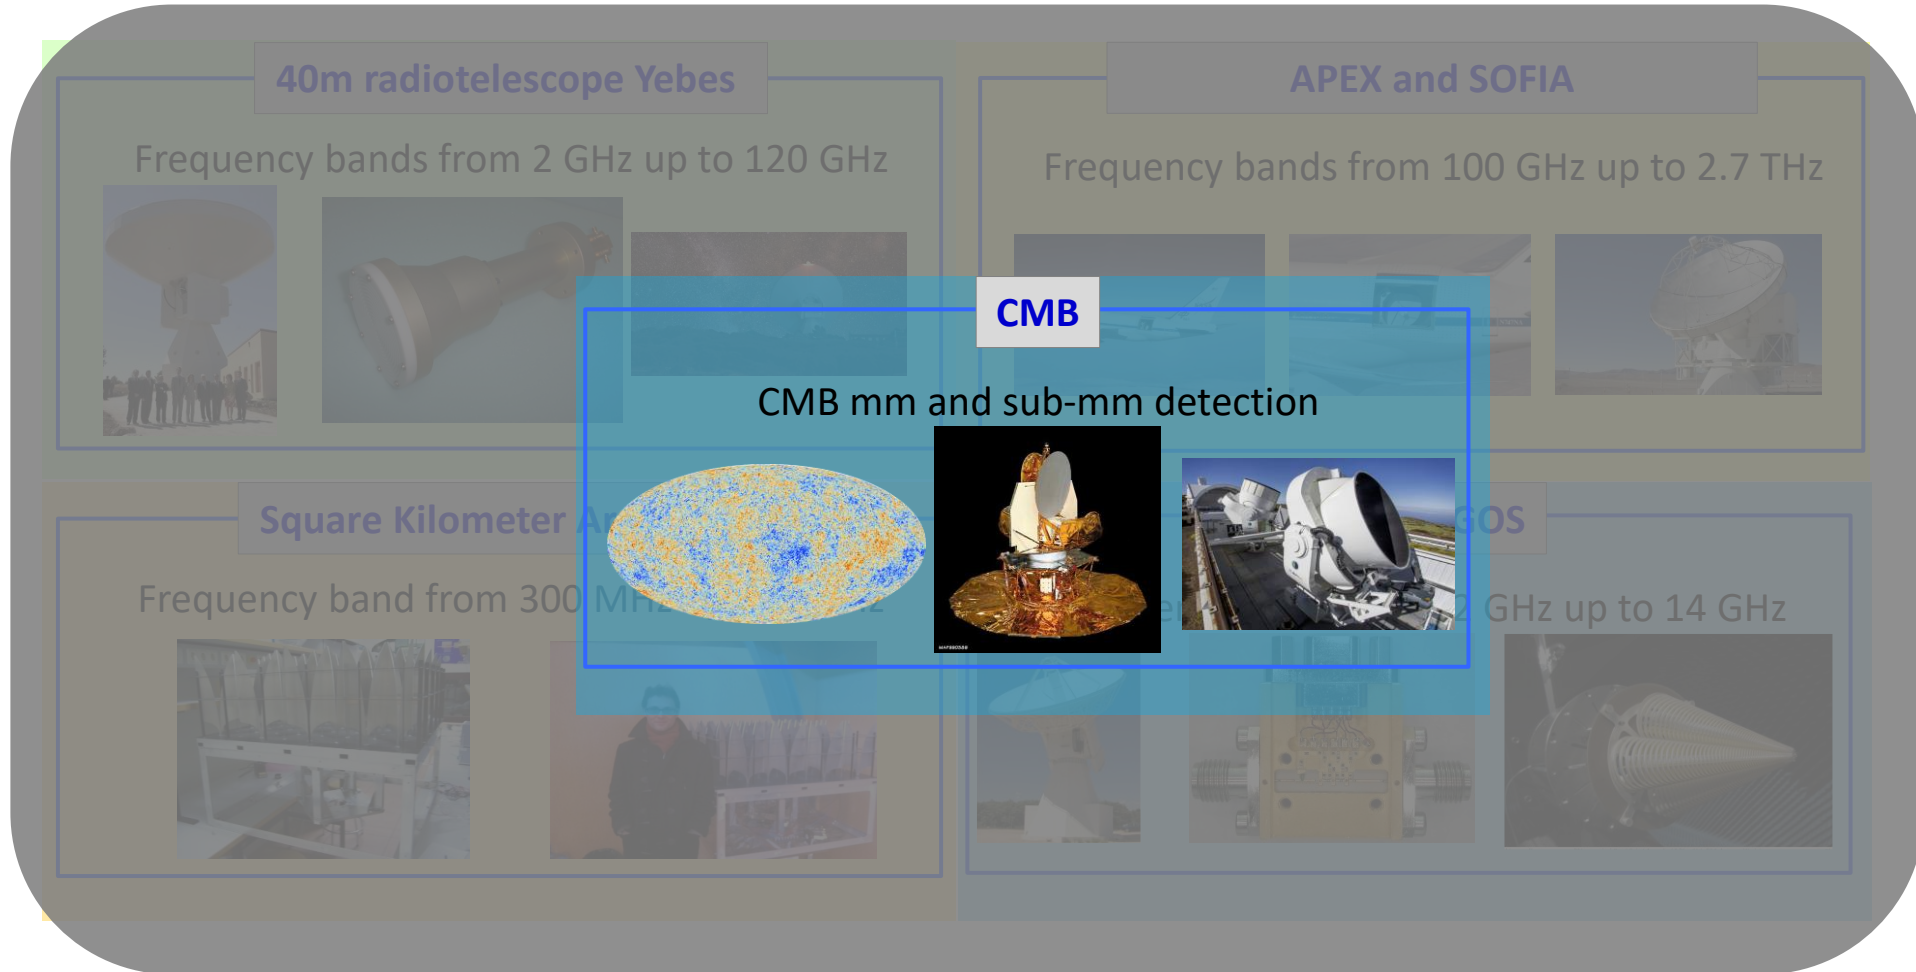 40m radiotelescope Yebes
Frequency bands from 2 GHz up to 120 GHz
APEX and SOFIA
Frequency bands from 100 GHz up to 2.7 THz
CMB
CMB mm and sub-mm detection
Square Kilometer
Frequency band from 300 MHz
GHz up to 14 GHz